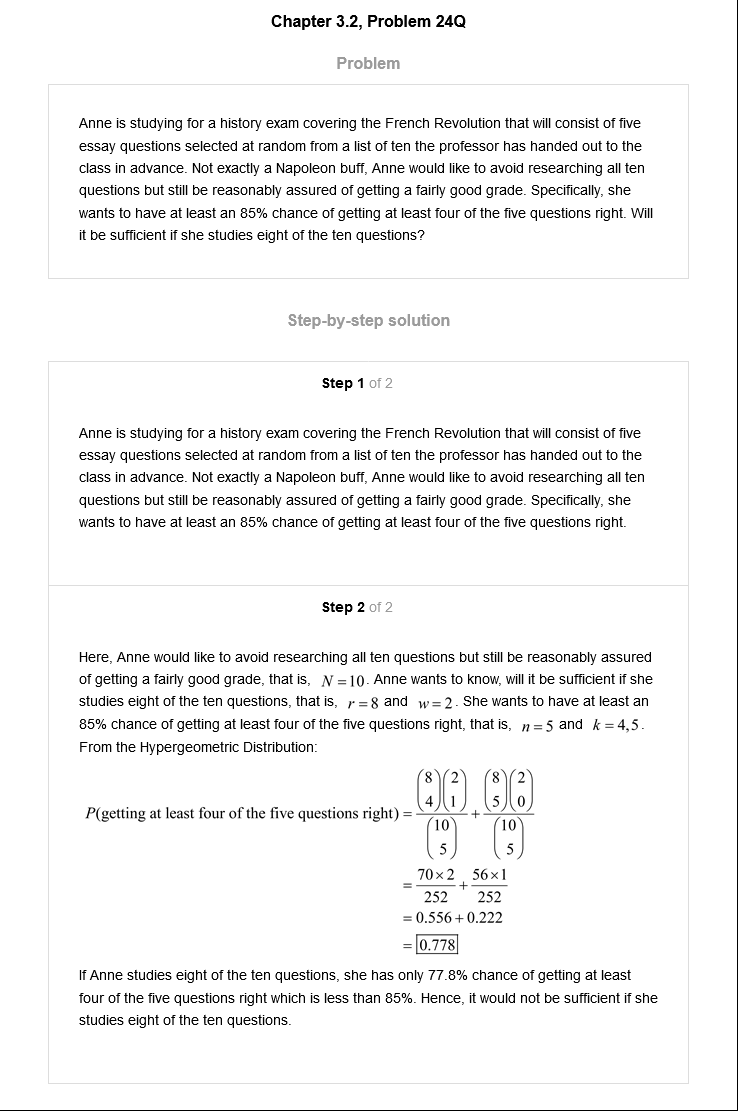 Chapter 3.2, Problem 24Q
Problem
Anne is studying for a history exam covering the French Revolution that will consist of five
essay questions selected at random from a list of ten the professor has handed out to the
class in advance. Not exactly a Napoleon buff, Anne would like to avoid researching all ten
questions but still be reasonably assured of getting a fairly good grade. Specifically, she
wants to have at least an 85% chance of getting at least four of the five questions right. Will
it be sufficient if she studies eight of the ten questions?
Step-by-step solution
Step 1 of 2
Anne is studying for a history exam covering the French Revolution that will consist of five
essay questions selected at random from a list of ten the professor has handed out to the
class in advance. Not exactly a Napoleon buff, Anne would like to avoid researching all ten
questions but still be reasonably assured of getting a fairly good grade. Specifically, she
wants to have at least an 85% chance of getting at least four of the five questions right.
Step 2 of 2
Here, Anne would like to avoid researching all ten questions but still be reasonably assured
of getting a fairly good grade, that is, N = 10. Anne wants to know, will it be sufficient if she
studies eight of the ten questions, that is, r = 8 and w = 2. She wants to have at least an
85% chance of getting at least four of the five questions right, that is, n = 5 and k = 4,5.
From the Hypergeometric Distribution:
(8 2) (8 2)
(4)(1) (5)(0)
P(getting at least four of the five questions right) = +
(10) (10)
(5) (5)
= 70×2/252 + 56×1/252
= 0.556 + 0.222
= 0.778
If Anne studies eight of the ten questions, she has only 77.8% chance of getting at least
four of the five questions right which is less than 85%. Hence, it would not be sufficient if she
studies eight of the ten questions.